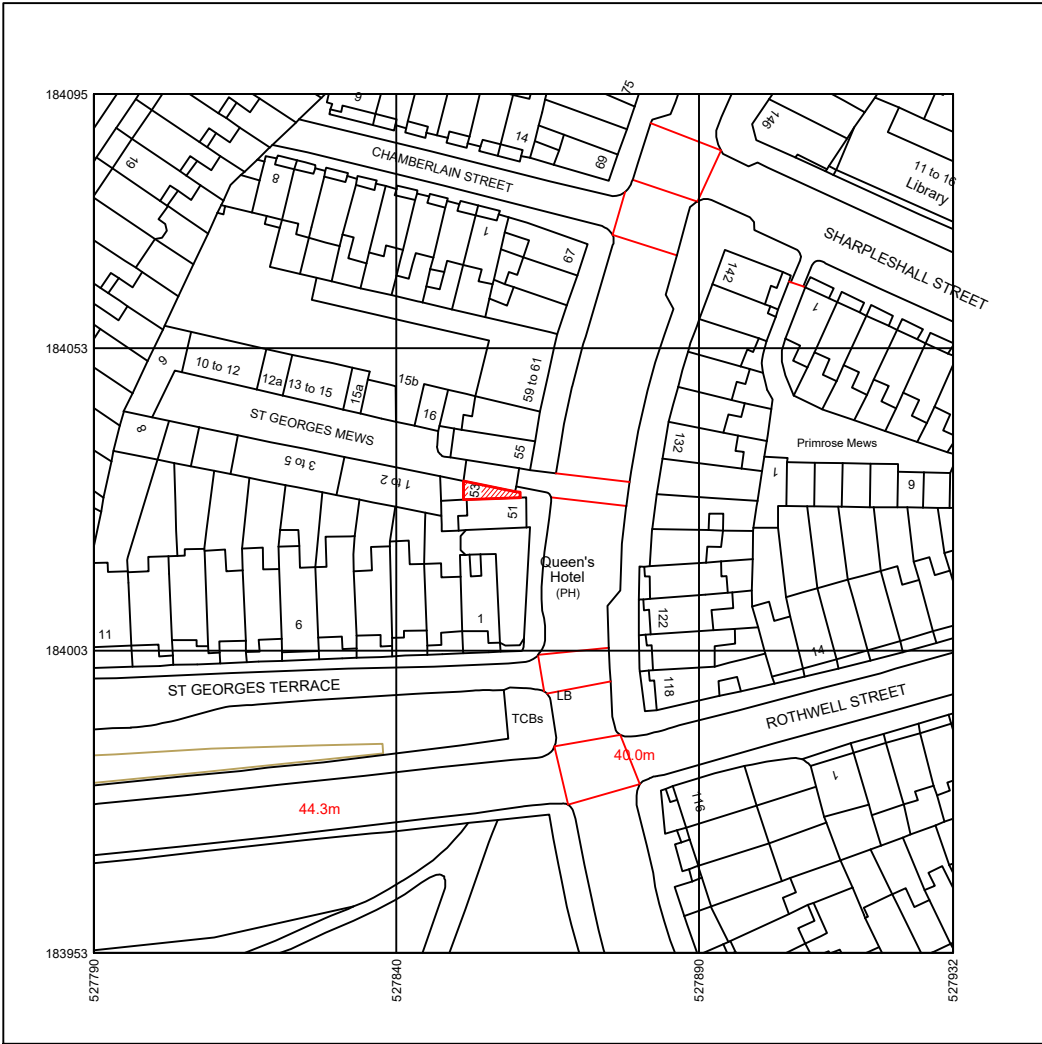 184095
184053
184003
183953
527790
527840
527890
527932
9
75
146
14
69
11 to 16
Library
CHAMBERLAIN STREET
19
8
1
67
SHARPLESHALL STREET
142
1
9
10 to 12
12a
13 to 15
15a
15b
16
59 to 61
ST GEORGES MEWS
8
3 to 5
1 to 2
53
55
51
132
Primrose Mews
1
6
Queen's
Hotel
(PH)
11
6
1
122
14
118
ST GEORGES TERRACE
LB
TCBs
ROTHWELL STREET
40.0m
44.3m
116
1